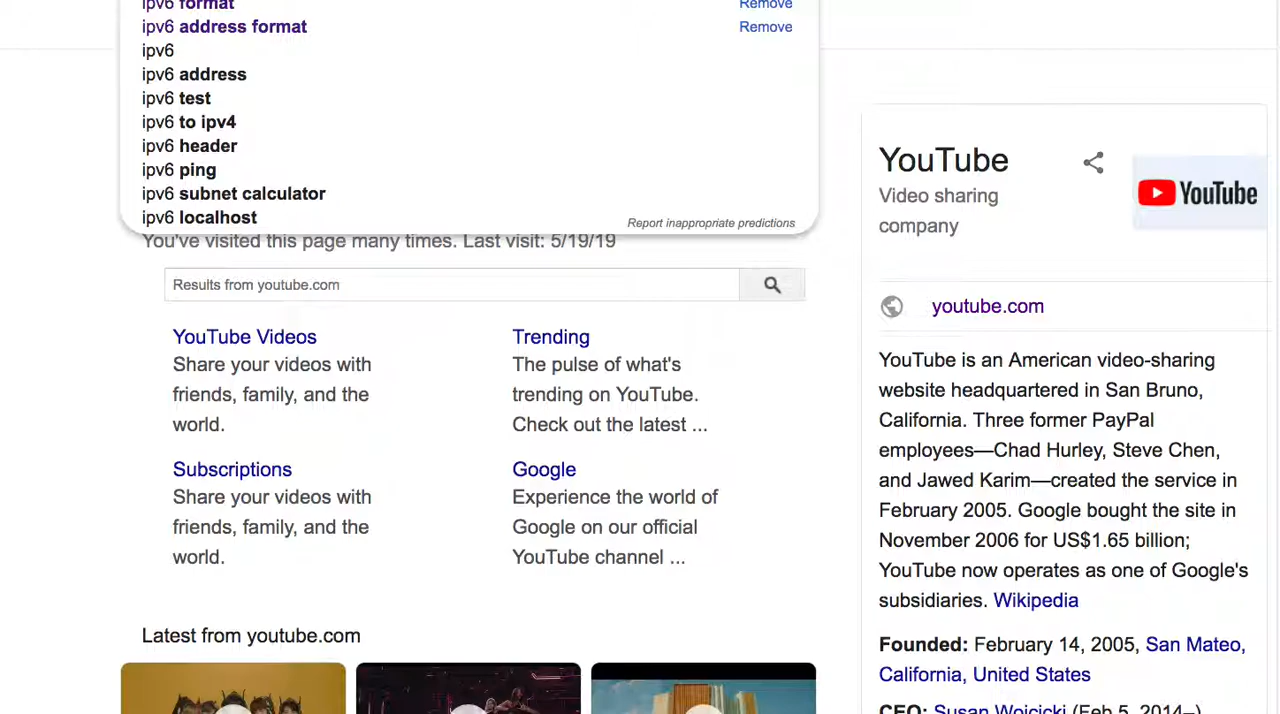 ipv6 format Remove
ipv6 address format Remove
ipv6
ipv6 address
ipv6 test
ipv6 to ipv4
ipv6 header
ipv6 ping
ipv6 subnet calculator
ipv6 localhost
Report inappropriate predictions
You've visited this page many times. Last visit: 5/19/19
Results from youtube.com
YouTube Videos
Share your videos with
friends, family, and the
world.
Trending
The pulse of what's
trending on YouTube.
Check out the latest ...
Subscriptions
Share your videos with
friends, family, and the
world.
Google
Experience the world of
Google on our official
YouTube channel ...
Latest from youtube.com
YouTube
Video sharing
company
YouTube
youtube.com
YouTube is an American video-sharing
website headquartered in San Bruno,
California. Three former PayPal
employees—Chad Hurley, Steve Chen,
and Jawed Karim—created the service in
February 2005. Google bought the site in
November 2006 for US$1.65 billion;
YouTube now operates as one of Google's
subsidiaries. Wikipedia
Founded: February 14, 2005, San Mateo,
California, United States
CEO: Susan Wojcicki (Feb 5, 2014–)